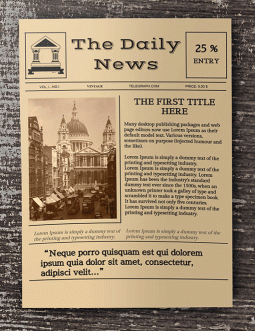 The Daily
News
25 %
ENTRY
VOL. I, 2021
VINTAGE
TELEGRAPH.COM
PRICE: 5.00 $
THE FIRST TITLE
HERE
Many desktop publishing packages and web
page editors now use Lorem Ipsum as their
default model text. Various versions,
sometimes on purpose (injected humour and
the like).
Lorem Ipsum is simply a dummy text of the
printing and typesetting industry.
Lorem Ipsum is simply a dummy text of the
printing and typesetting industry. Lorem
Ipsum has been the industry's standard
dummy text ever since the 1500s, when an
unknown printer took a galley of type and
scrambled it to make a type specimen book.
It has survived not only five centuries.
Lorem Ipsum is simply a dummy text of the
printing and typesetting industry.
Lorem Ipsum is simply a dummy text of
the printing and typesetting industry.
Lorem Ipsum is simply a dummy text of
the printing and typesetting industry.
"Neque porro quisquam est qui dolorem
ipsum quia dolor sit amet, consectetur,
adipisci velit..."